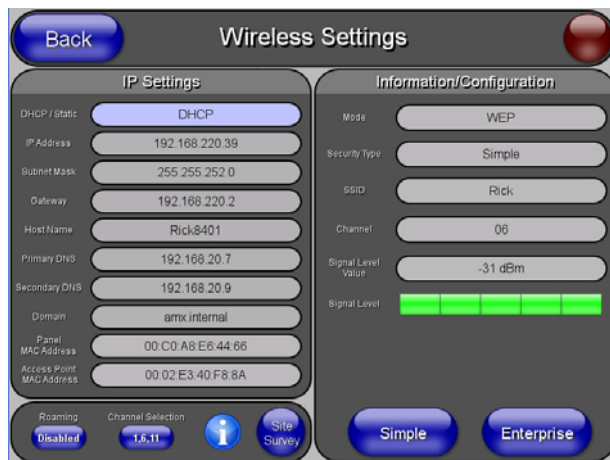 Back
Wireless Settings
IP Settings
DHCP / Static DHCP
IP Address 192.168.220.39
Subnet Mask 255.255.252.0
Gateway 192.168.220.2
Host Name Rick8401
Primary DNS 192.168.20.7
Secondary DNS 192.168.20.9
Domain amx.internal
Panel
MAC Address 00:C0:A8:E6:44:66
Access Point
MAC Address 00:02:E3:40:F8:8A
Roaming
Disabled
Channel Selection
1,6,11
i
Site
Survey
Information/Configuration
Mode WEP
Security Type Simple
SSID Rick
Channel 06
Signal Level
Value -31 dBm
Signal Level
Simple
Enterprise